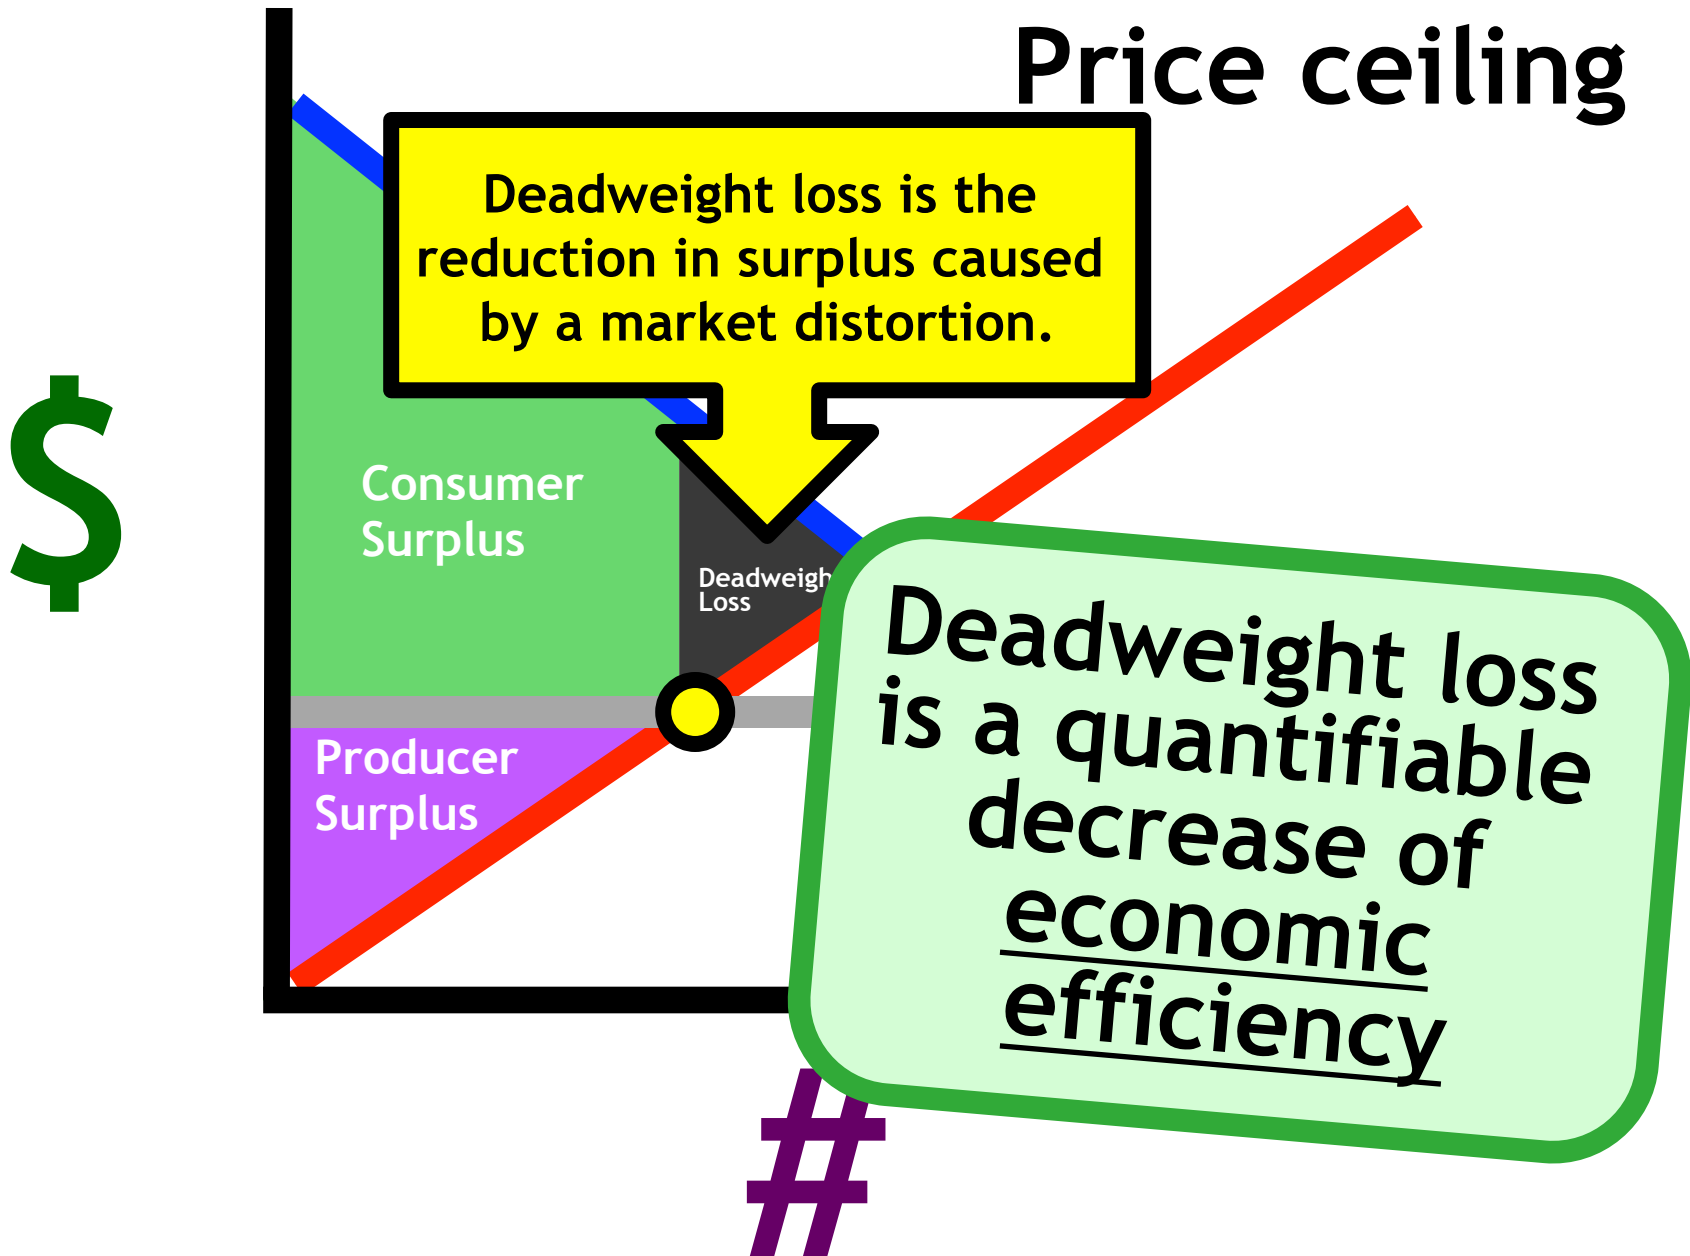 Price ceiling
Deadweight loss is the
reduction in surplus caused
by a market distortion.
$
Consumer
Surplus
Deadweigh
Loss
Producer
Surplus
Deadweight loss
is a quantifiable
decrease of
economic
efficiency
#